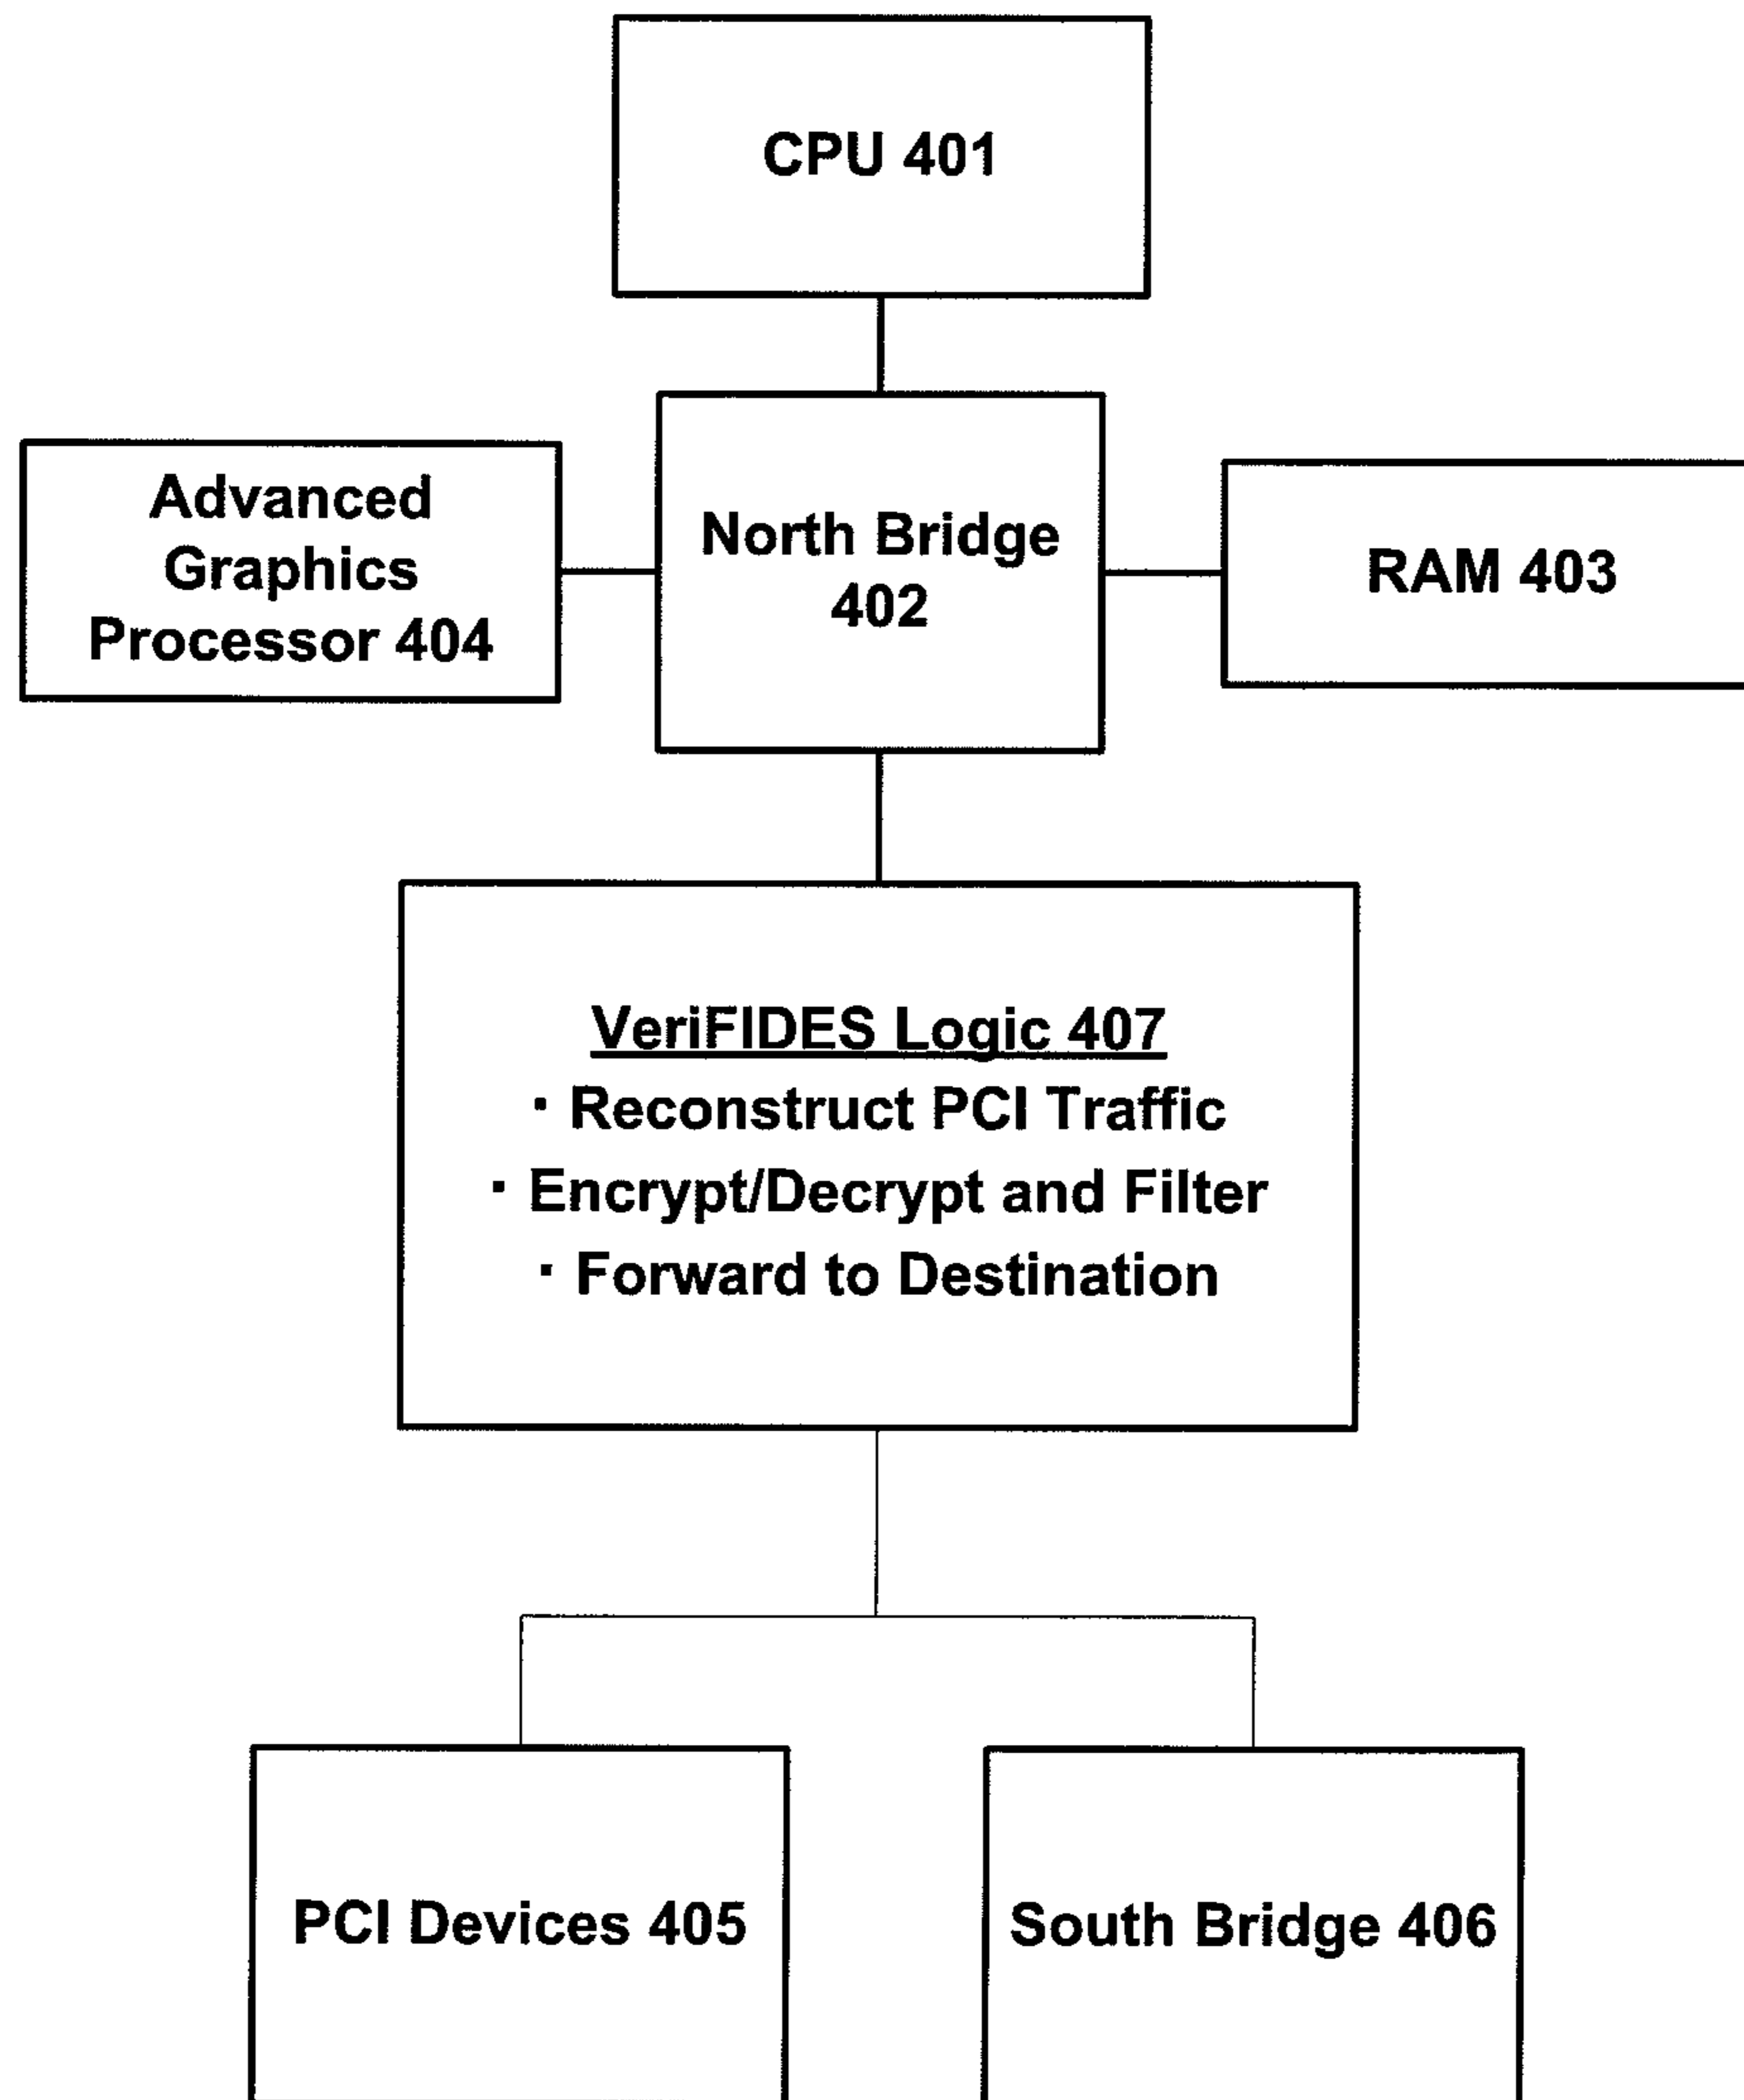 CPU 401
Advanced
Graphics
Processor 404
North Bridge
402
RAM 403
VeriFIDES Logic 407
· Reconstruct PCI Traffic
· Encrypt/Decrypt and Filter
· Forward to Destination
PCI Devices 405
South Bridge 406